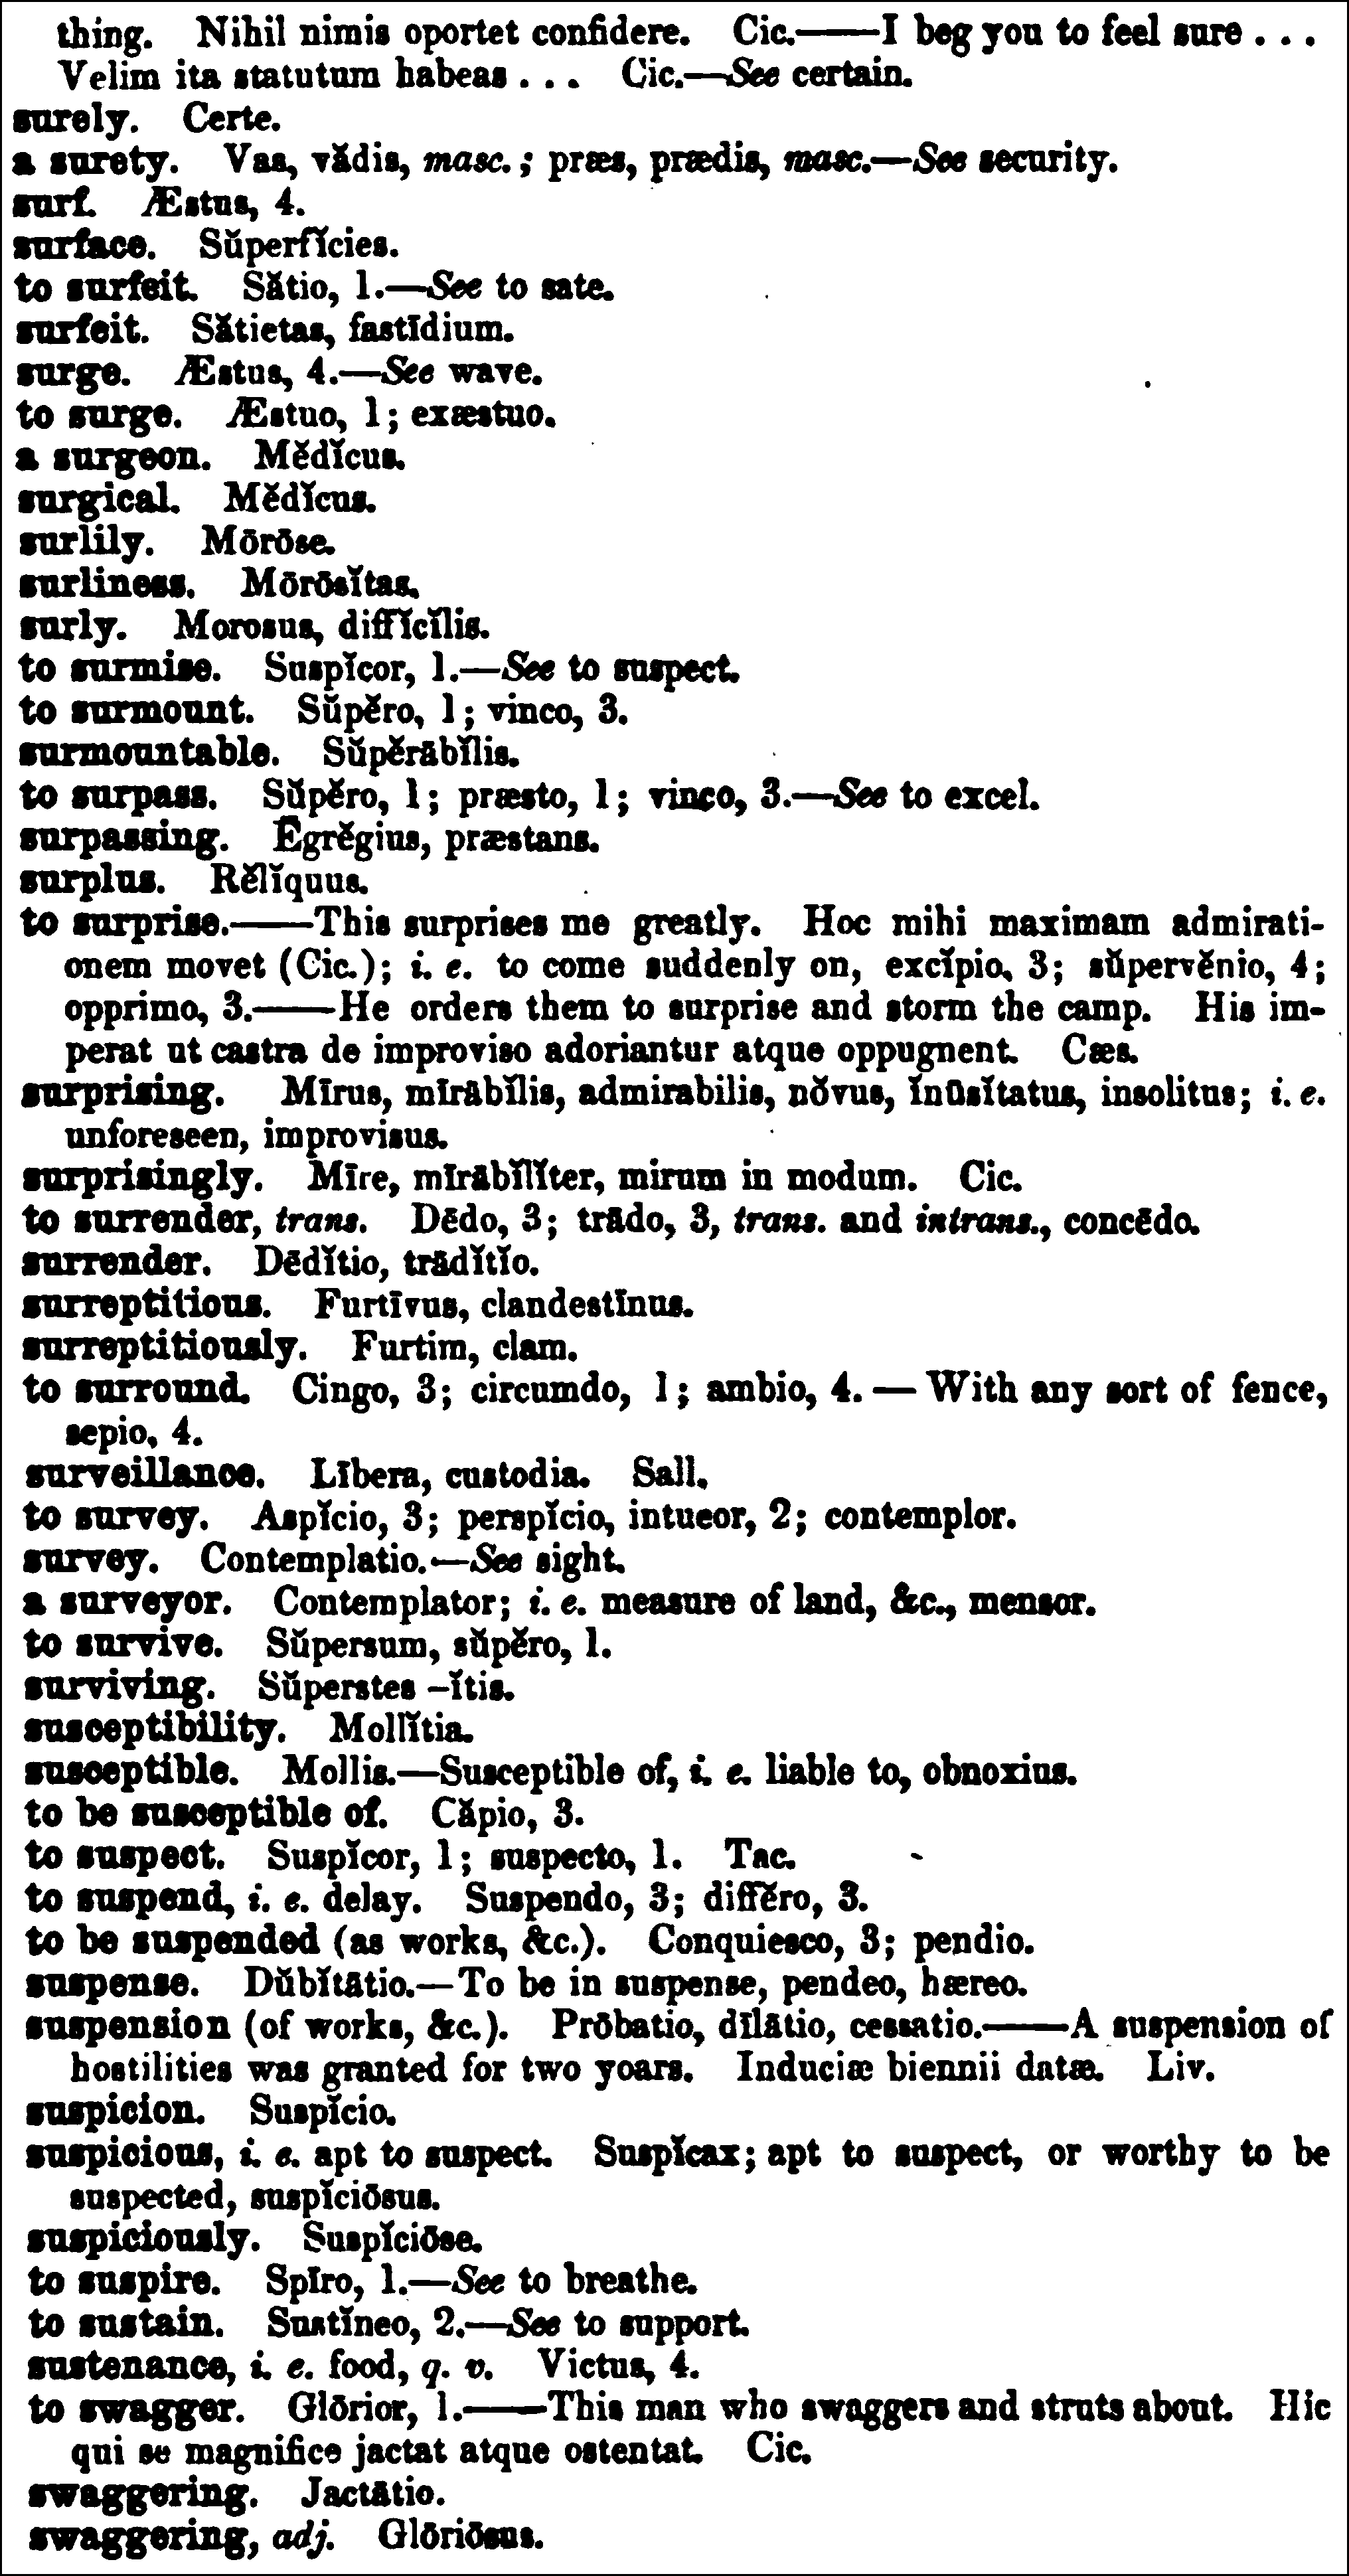 thing. Nihil nimis oportet confidere. Cic.——I beg you to feel sure . . .
Velim ita statutum habeas . . . Cic.—See certain.
surely. Certe.
a surety. Vas, vădis, masc.; præs, prædis, masc.—See security.
surf. Æstus, 4.
surface. Sŭperfĭcies.
to surfeit. Sătio, 1.—See to sate.
surfeit. Sătietas, fastīdium.
surge. Æstus, 4.—See wave.
to surge. Æstuo, 1; exæstuo.
a surgeon. Mĕdĭcus.
surgical. Mĕdĭcus.
surlily. Mōrōse.
surliness. Mōrōsĭtas.
surly. Morosus, diffĭcĭlis.
to surmise. Suspĭcor, 1.—See to suspect.
to surmount. Sŭpĕro, 1; vinco, 3.
surmountable. Sŭpĕrābĭlis.
to surpass. Sŭpĕro, 1; præsto, 1; vinco, 3.—See to excel.
surpassing. Ēgrĕgius, præstans.
surplus. Rĕlĭquus.
to surprise.——This surprises me greatly. Hoc mihi maximam admirati-
onem movet (Cic.); i. e. to come suddenly on, excĭpio, 3; sŭpervĕnio, 4;
opprimo, 3.——He orders them to surprise and storm the camp. His im-
perat ut castra de improviso adoriantur atque oppugnent. Cæs.
surprising. Mīrus, mīrābĭlis, admirabilis, nŏvus, ĭnūsĭtatus, insolitus; i. e.
unforeseen, improvisus.
surprisingly. Mīre, mīrābĭlĭter, mirum in modum. Cic.
to surrender, trans. Dēdo, 3; trādo, 3, trans. and intrans., concēdo.
surrender. Dēdĭtio, trādĭtĭo.
surreptitious. Furtīvus, clandestīnus.
surreptitiously. Furtim, clam.
to surround. Cingo, 3; circumdo, 1; ambio, 4. — With any sort of fence,
sepio, 4.
surveillance. Lībera, custodia. Sall.
to survey. Aspĭcio, 3; perspĭcio, intueor, 2; contemplor.
survey. Contemplatio.—See sight.
a surveyor. Contemplator; i. e. measure of land, &c., mensor.
to survive. Sŭpersum, sŭpĕro, 1.
surviving. Sŭperstes –ĭtis.
susceptibility. Mollĭtia.
susceptible. Mollis.—Susceptible of, i. e. liable to, obnoxius.
to be susceptible of. Căpio, 3.
to suspect. Suspĭcor, 1; suspecto, 1. Tac.
to suspend, i. e. delay. Suspendo, 3; diffĕro, 3.
to be suspended (as works, &c.). Conquiesco, 3; pendio.
suspense. Dŭbĭtātio.—To be in suspense, pendeo, hæreo.
suspension (of works, &c.). Prōbatio, dīlātio, cessatio.——A suspension of
hostilities was granted for two yoars. Induciæ biennii datæ. Liv.
suspicion. Suspĭcio.
suspicious, i. e. apt to suspect. Suspĭcax; apt to suspect, or worthy to be
suspected, suspĭciōsus.
suspiciously. Suspĭciōse.
to suspire. Spīro, 1.—See to breathe.
to sustain. Sustĭneo, 2.—See to support.
sustenance, i. e. food, q. v. Victus, 4.
to swagger. Glōrior, 1.——This man who swaggers and struts about. Hic
qui se magnifice jactat atque ostentat. Cic.
swaggering. Jactātio.
swaggering, adj. Glōriōsus.